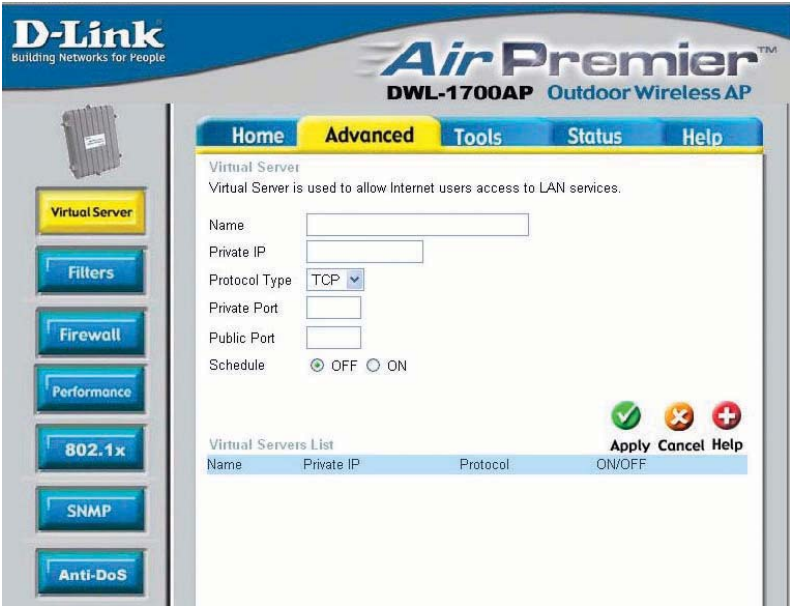 D-Link
Building Networks for People
Air Premier™
DWL-1700AP Outdoor Wireless AP
Home Advanced Tools Status Help
Virtual Server
Filters
Firewall
Performance
802.1x
SNMP
Anti-DoS
Virtual Server
Virtual Server is used to allow Internet users access to LAN services.
Name
Private IP
Protocol Type TCP
Private Port
Public Port
Schedule OFF ON
Apply Cancel Help
Virtual Servers List
Name Private IP Protocol ON/OFF